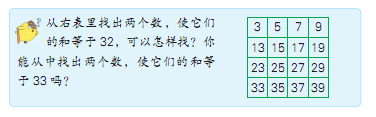 从右表里找出两个数，使它们
的和等于32，可以怎样找？你
能从中找出两个数，使它们的和等
于33吗？
3 5 7 9
13 15 17 19
23 25 27 29
33 35 37 39